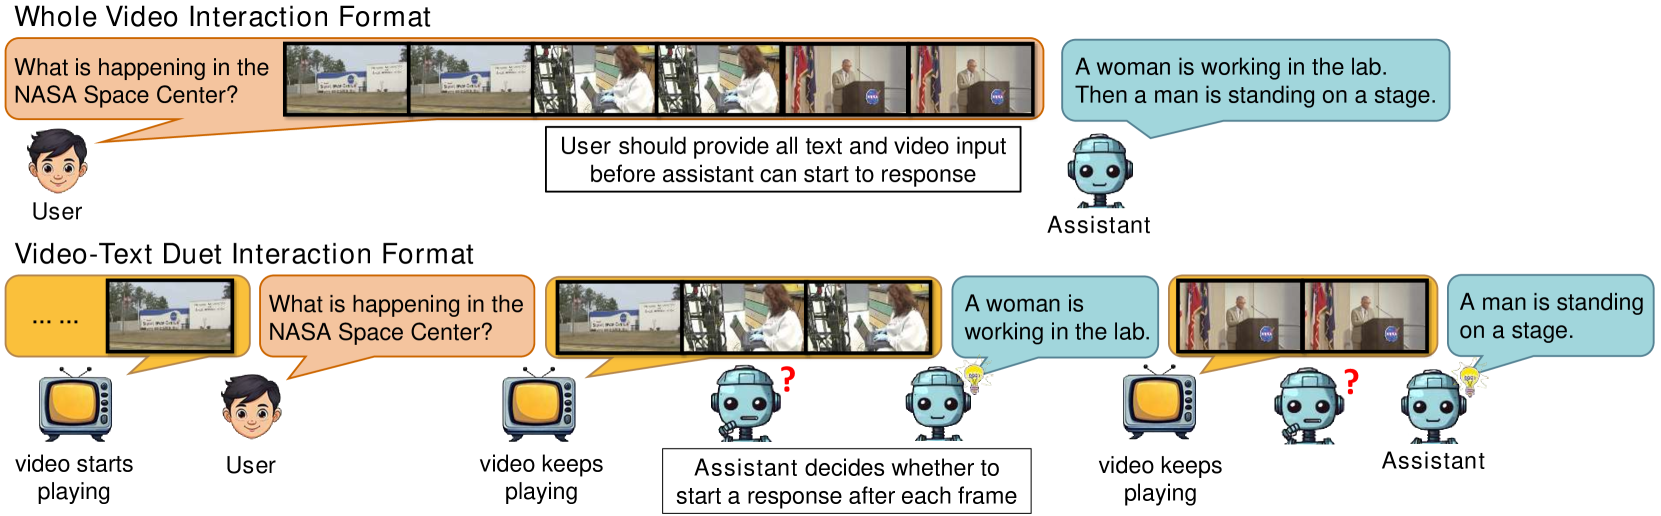 Whole Video Interaction Format
What is happening in the
NASA Space Center?
A woman is working in the lab.
Then a man is standing on a stage.
User should provide all text and video input
before assistant can start to response
User
Assistant
Video-Text Duet Interaction Format
... ...
What is happening in the
NASA Space Center?
A woman is
working in the lab.
A man is standing
on a stage.
?
?
video starts
playing
User
video keeps
playing
Assistant decides whether to
start a response after each frame
video keeps
playing
Assistant